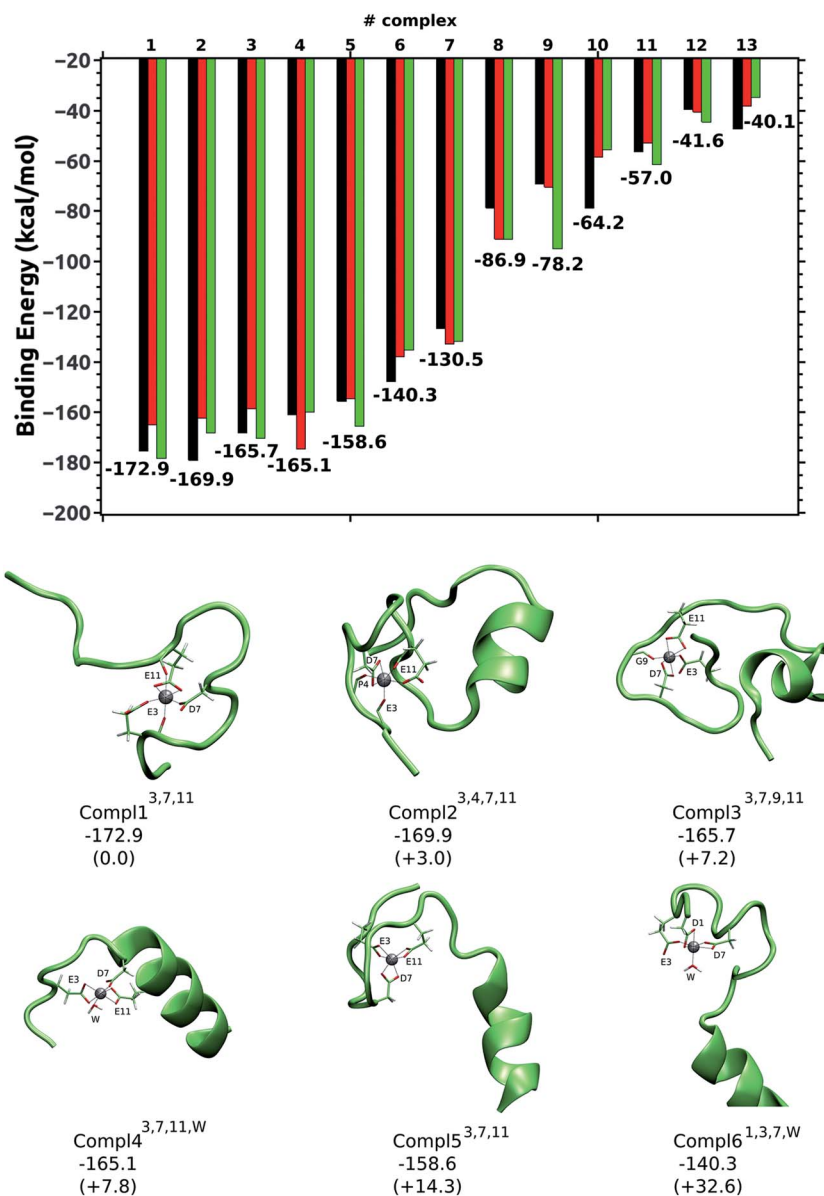 # complex
1 2 3 4 5 6 7 8 9 10 11 12 13
Binding Energy (kcal/mol)
−20
−40
−60
−80
−100
−120
−140
−160
−180
−200
-172.9
-169.9
-165.7
-165.1
-158.6
-140.3
-130.5
-86.9
-78.2
-64.2
-57.0
-41.6
-40.1
E11
E3
D7
D7
E11
P4
E3
E11
G9
D7
E3
Compl1 3,7,11
-172.9
(0.0)
Compl2 3,4,7,11
-169.9
(+3.0)
Compl3 3,7,9,11
-165.7
(+7.2)
E3
D7
W
E11
E3
E11
D7
D1
E3
D7
W
Compl4 3,7,11,W
-165.1
(+7.8)
Compl5 3,7,11
-158.6
(+14.3)
Compl6 1,3,7,W
-140.3
(+32.6)